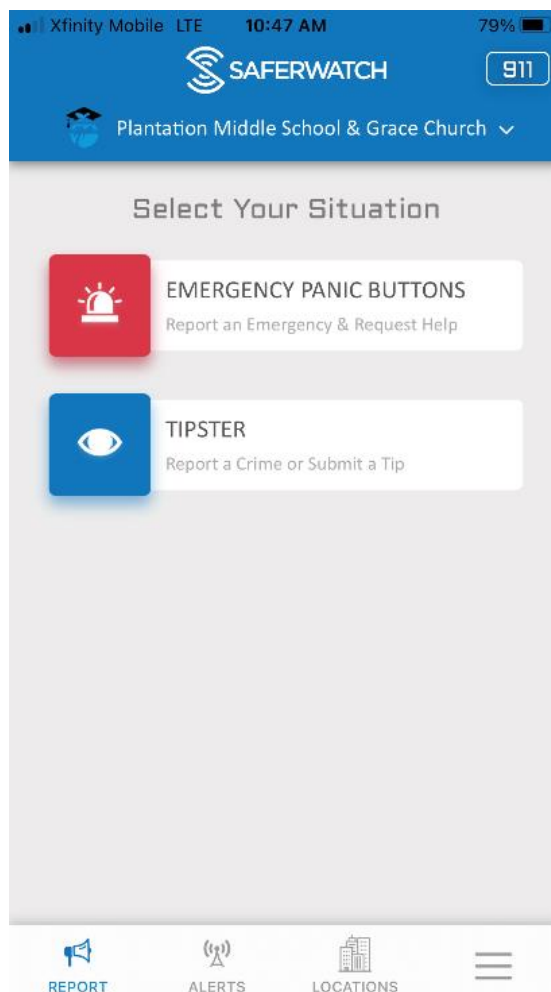 Xfinity Mobile LTE 10:47 AM 79%
SAFERWATCH 911
Plantation Middle School & Grace Church
Select Your Situation
EMERGENCY PANIC BUTTONS
Report an Emergency & Request Help
TIPSTER
Report a Crime or Submit a Tip
REPORT ALERTS LOCATIONS